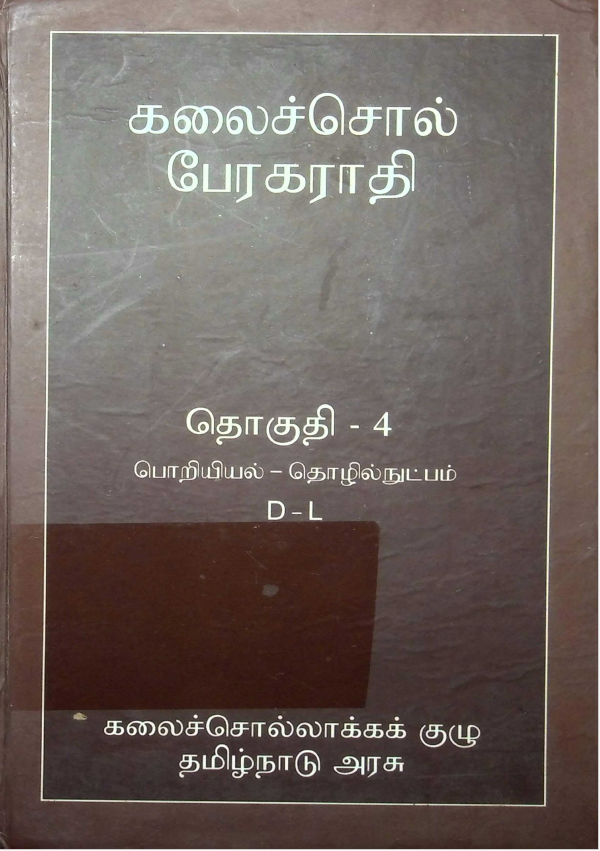 கலைச்சொல்
பேரகராதி
தொகுதி - 4
பொறியியல் – தொழில்நுட்பம்
D – L
கலைச்சொல்லாக்கக் குழு
தமிழ்நாடு அரசு